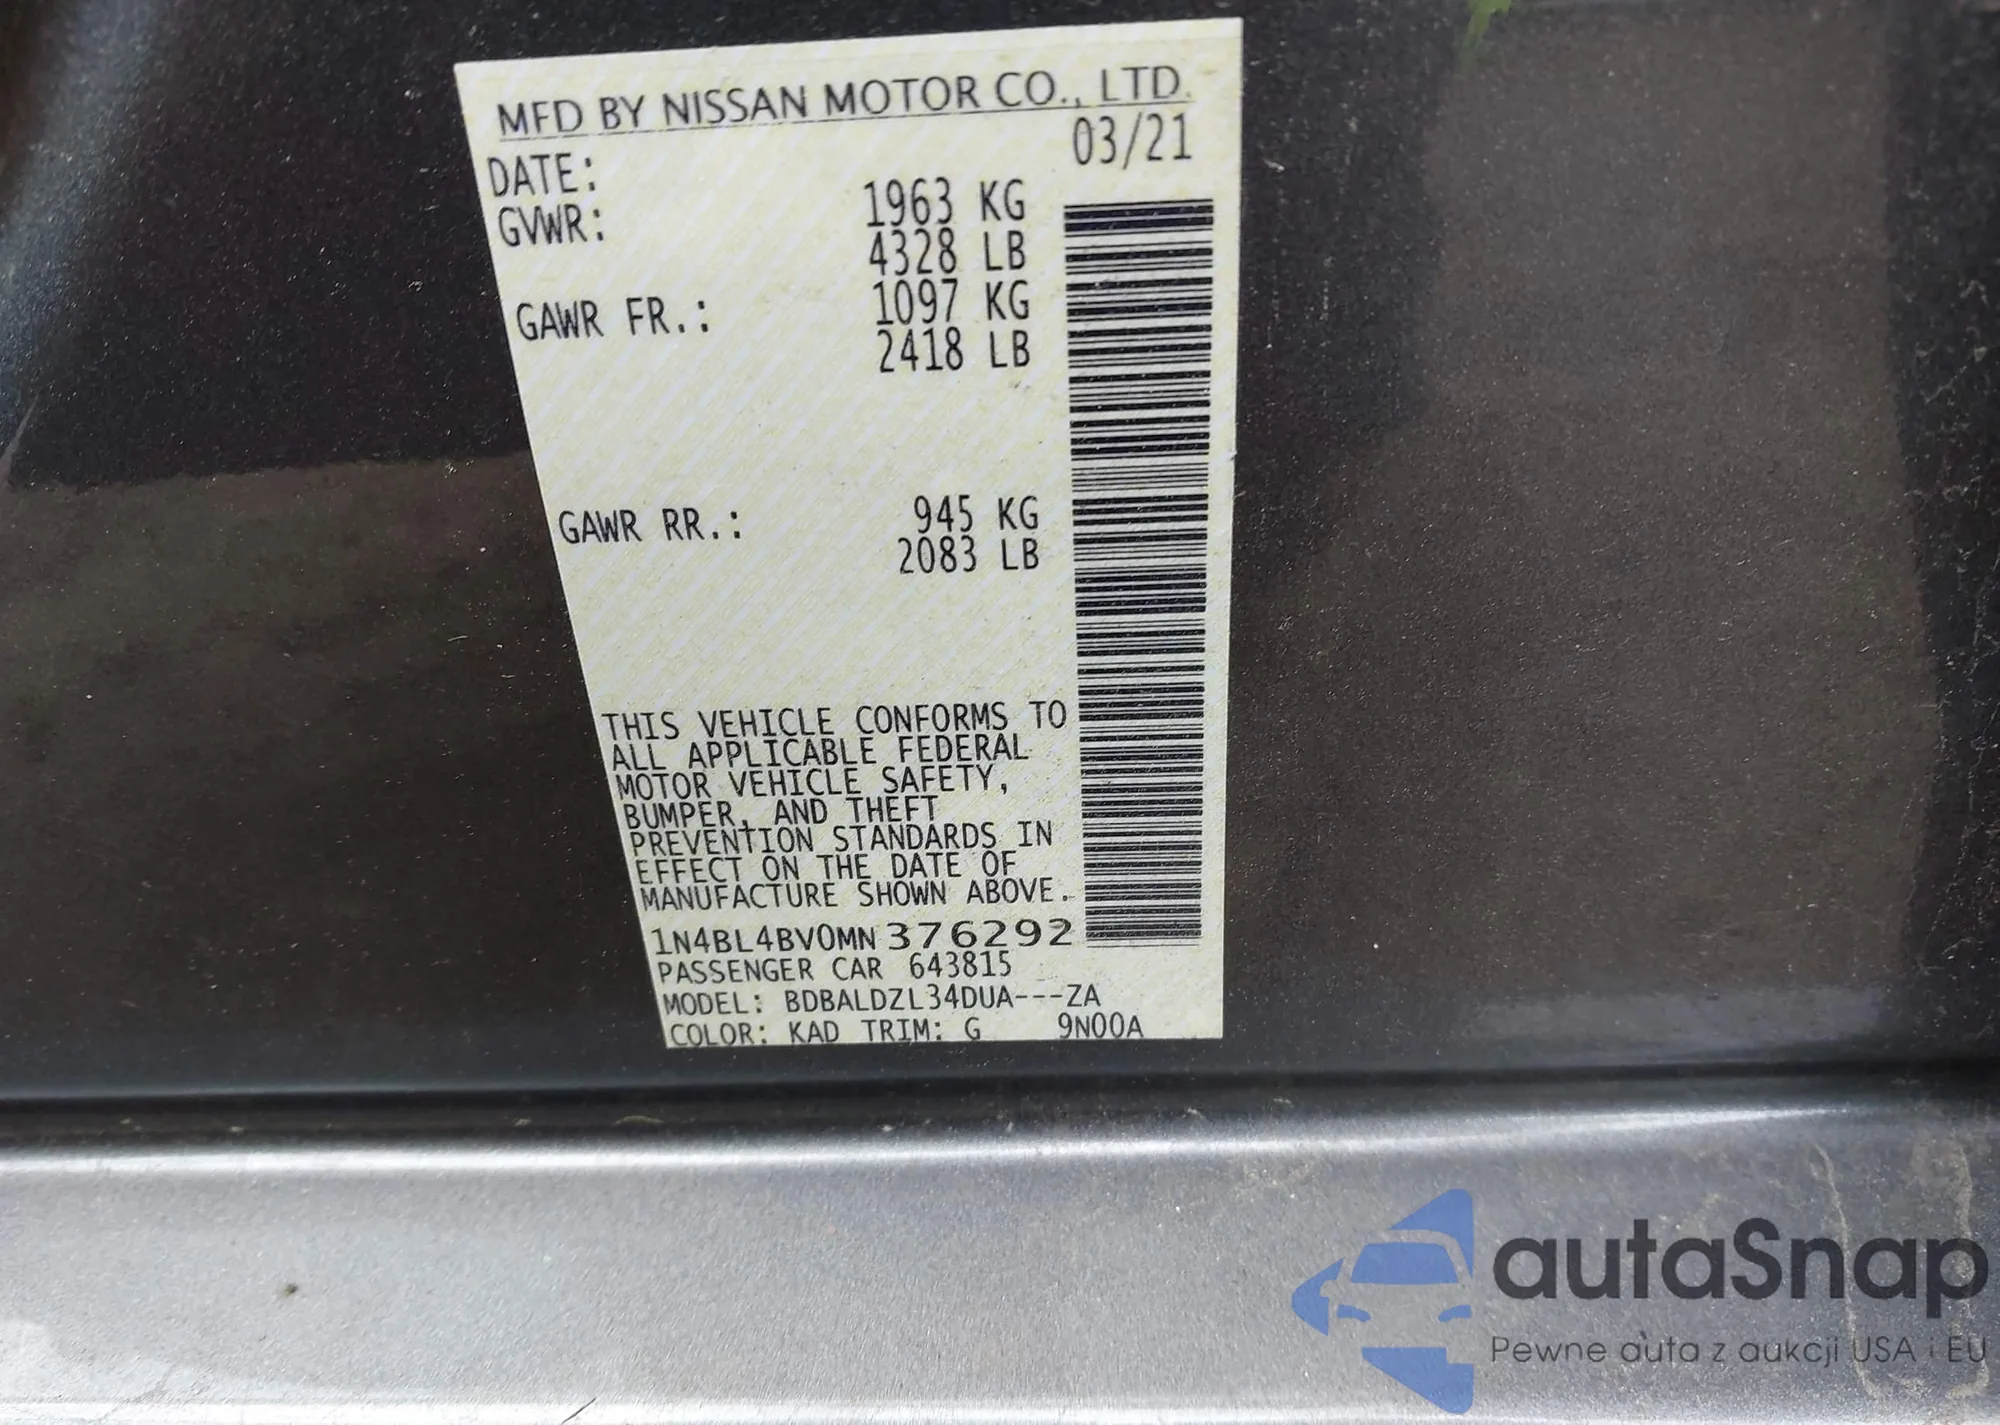 MFD BY NISSAN MOTOR CO., LTD.
DATE: 03/21
GVWR: 1963 KG
4328 LB
GAWR FR.: 1097 KG
2418 LB
GAWR RR.: 945 KG
2083 LB
THIS VEHICLE CONFORMS TO
ALL APPLICABLE FEDERAL
MOTOR VEHICLE SAFETY,
BUMPER, AND THEFT
PREVENTION STANDARDS IN
EFFECT ON THE DATE OF
MANUFACTURE SHOWN ABOVE.
1N4BL4BV0MN376292
PASSENGER CAR 643815
MODEL: BDBALDZL34DUA---ZA
COLOR: KAD TRIM: G 9N00A
autaSnap
Pewne auta z aukcji USA i EU